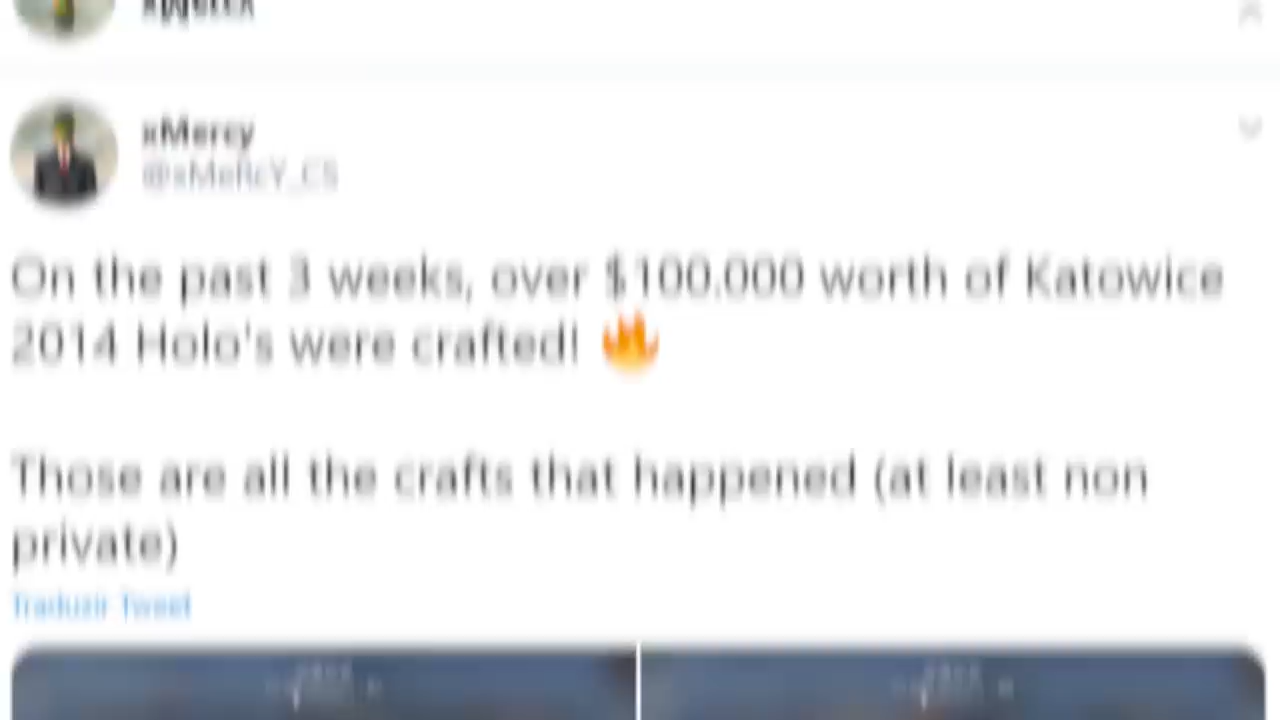 xMercy
@xMeRcY_CS
On the past 3 weeks, over $100.000 worth of Katowice
2014 Holo's were crafted!
Those are all the crafts that happened (at least non
private)
Traduzir Tweet